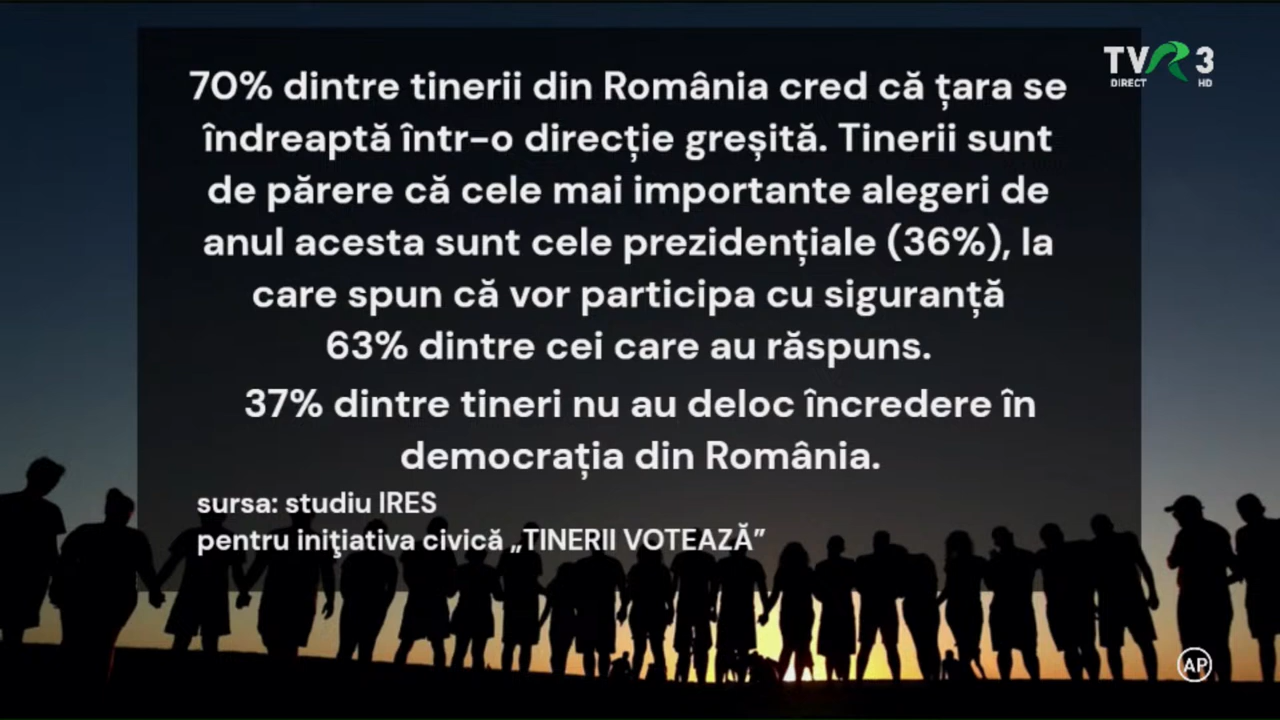 TVR 3
DIRECT HD
70% dintre tinerii din România cred că țara se
îndreaptă într-o direcție greșită. Tinerii sunt
de părere că cele mai importante alegeri de
anul acesta sunt cele prezidențiale (36%), la
care spun că vor participa cu siguranță
63% dintre cei care au răspuns.
37% dintre tineri nu au deloc încredere în
democrația din România.
sursa: studiu IRES
pentru iniţiativa civică „TINERII VOTEAZĂ”
AP